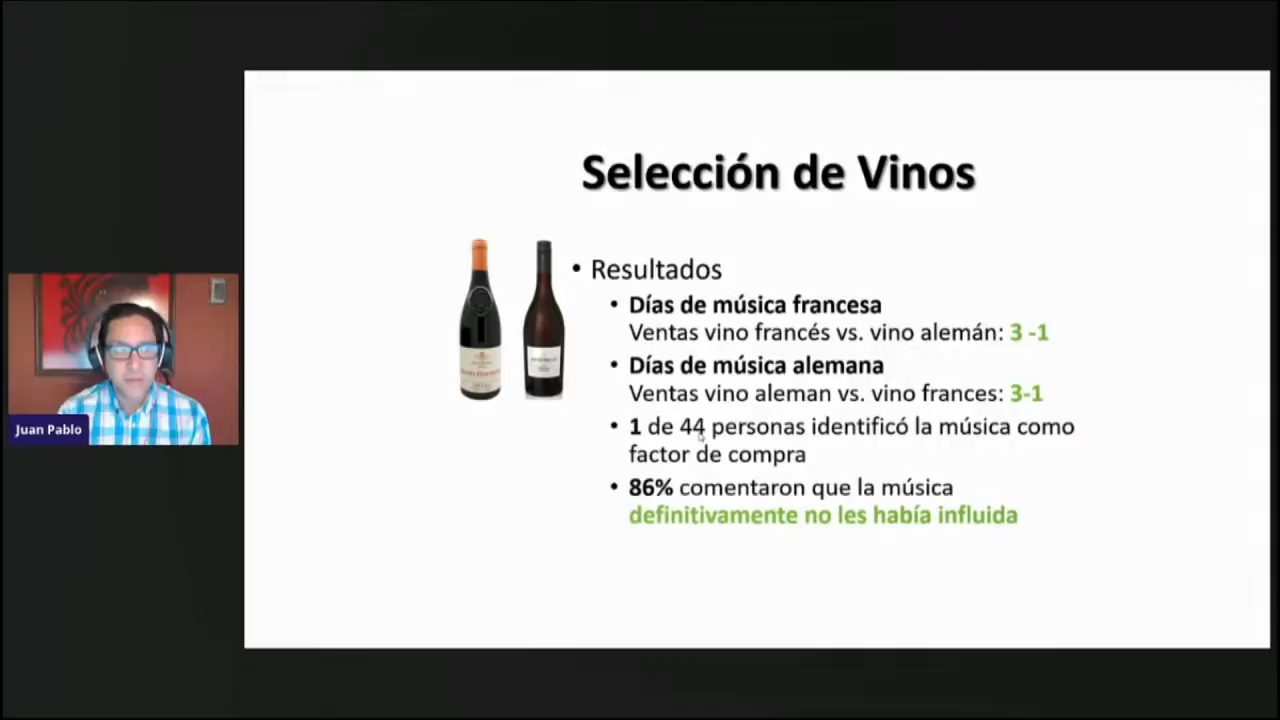 Selección de Vinos
• Resultados
• Días de música francesa
Ventas vino francés vs. vino alemán: 3 -1
• Días de música alemana
Ventas vino aleman vs. vino frances: 3-1
• 1 de 44 personas identificó la música como
factor de compra
• 86% comentaron que la música
definitivamente no les había influida
Juan Pablo